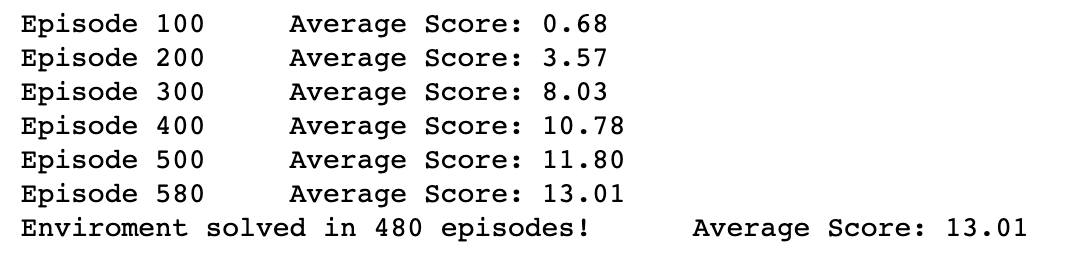 Episode 100	Average Score: 0.68
Episode 200	Average Score: 3.57
Episode 300	Average Score: 8.03
Episode 400	Average Score: 10.78
Episode 500	Average Score: 11.80
Episode 580	Average Score: 13.01
Enviroment solved in 480 episodes!	Average Score: 13.01